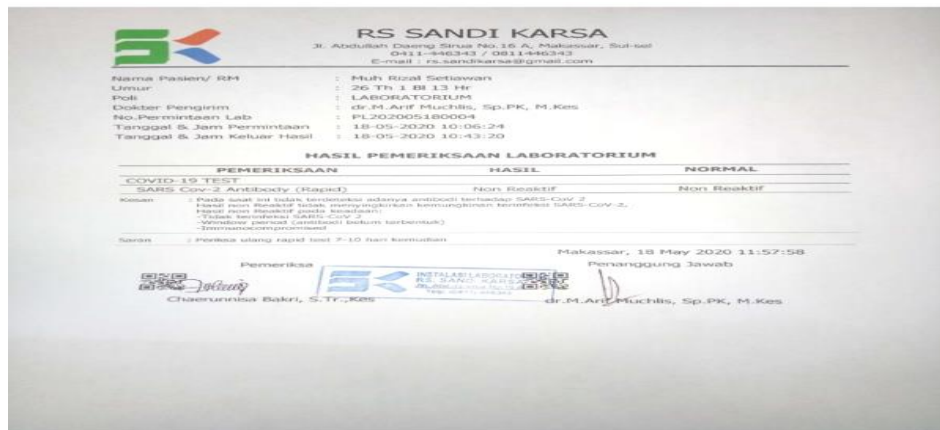 RS SANDI KARSA
Jl. Abdullah Daeng Sirua No.16 A, Makassar, Sul-sel
0411-446343 / 0811446343
E-mail : rs.sandikarsa@gmail.com
Nama Pasien/ RM : Muh Rizal Setiawan
Umur : 26 Th 1 Bl 13 Hr
Poli : LABORATORIUM
Dokter Pengirim : dr.M.Arif Muchlis, Sp.PK, M.Kes
No.Permintaan Lab : PL202005180004
Tanggal & Jam Permintaan : 18-05-2020 10:06:24
Tanggal & Jam Keluar Hasil : 18-05-2020 10:43:20
HASIL PEMERIKSAAN LABORATORIUM
PEMERIKSAAN HASIL NORMAL
COVID-19 TEST
SARS Cov-2 Antibody (Rapid) Non Reaktif Non Reaktif
Kesan : Pada saat ini tidak terdeteksi adanya antibodi terhadap SARS-CoV 2
Hasil non Reaktif tidak menyingkirkan kemungkinan terinfeksi SARS-CoV-2,
Hasil non Reaktif pada keadaan:
-Tidak terinfeksi SARS-CoV 2
-Window period (antibodi belum terbentuk)
-Immunocompromised
Saran : Periksa ulang rapid test 7-10 hari kemudian
Makassar, 18 May 2020 11:57:58
Pemeriksa Penanggung Jawab
INSTALASI LABORATO
RS. SANDI KARSA
Chaerunnisa Bakri, S.Tr.,Kes dr.M.Arif Muchlis, Sp.PK, M.Kes